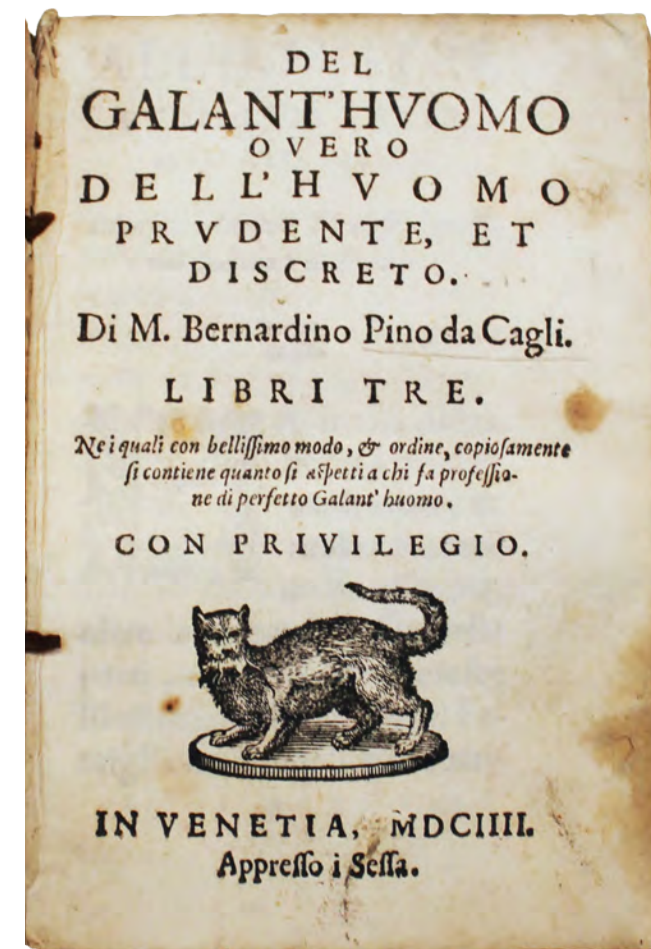 DEL
GALANT'HVOMO
OVERO
DELL'HVOMO
PRVDENTE, ET
DISCRETO.
Di M. Bernardino Pino da Cagli.
LIBRI TRE.
Ne i quali con belliſſimo modo, & ordine, copioſamente
ſi contiene quanto ſi aſpetti a chi fa profeſſio-
ne di perfetto Galant' huomo.
CON PRIVILEGIO.
IN VENETIA, MDCIIII.
Appreſſo i Seſſa.